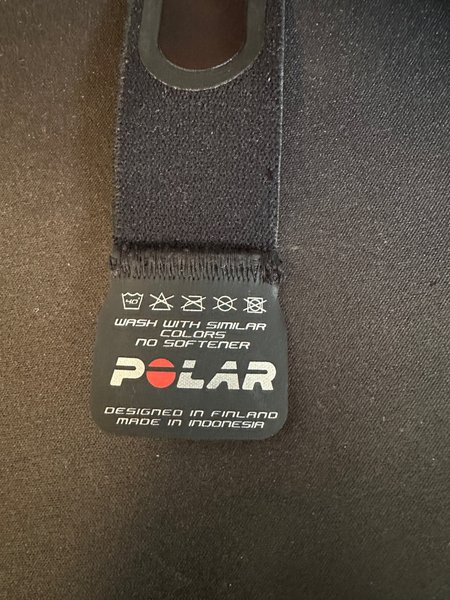 40°
WASH WITH SIMILAR
COLORS
NO SOFTENER
POLAR
DESIGNED IN FINLAND
MADE IN INDONESIA